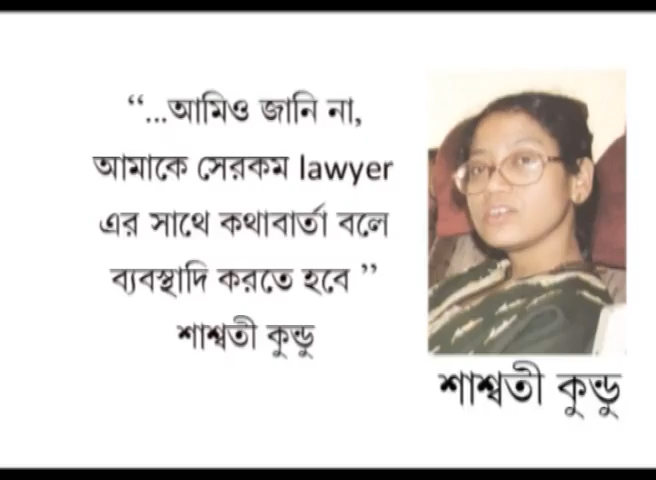 “...আমিও জানি না,
আমাকে সেরকম lawyer
এর সাথে কথাবার্তা বলে
ব্যবস্থাদি করতে হবে ”
শাশ্বতী কুন্ডু
শাশ্বতী কুন্ডু